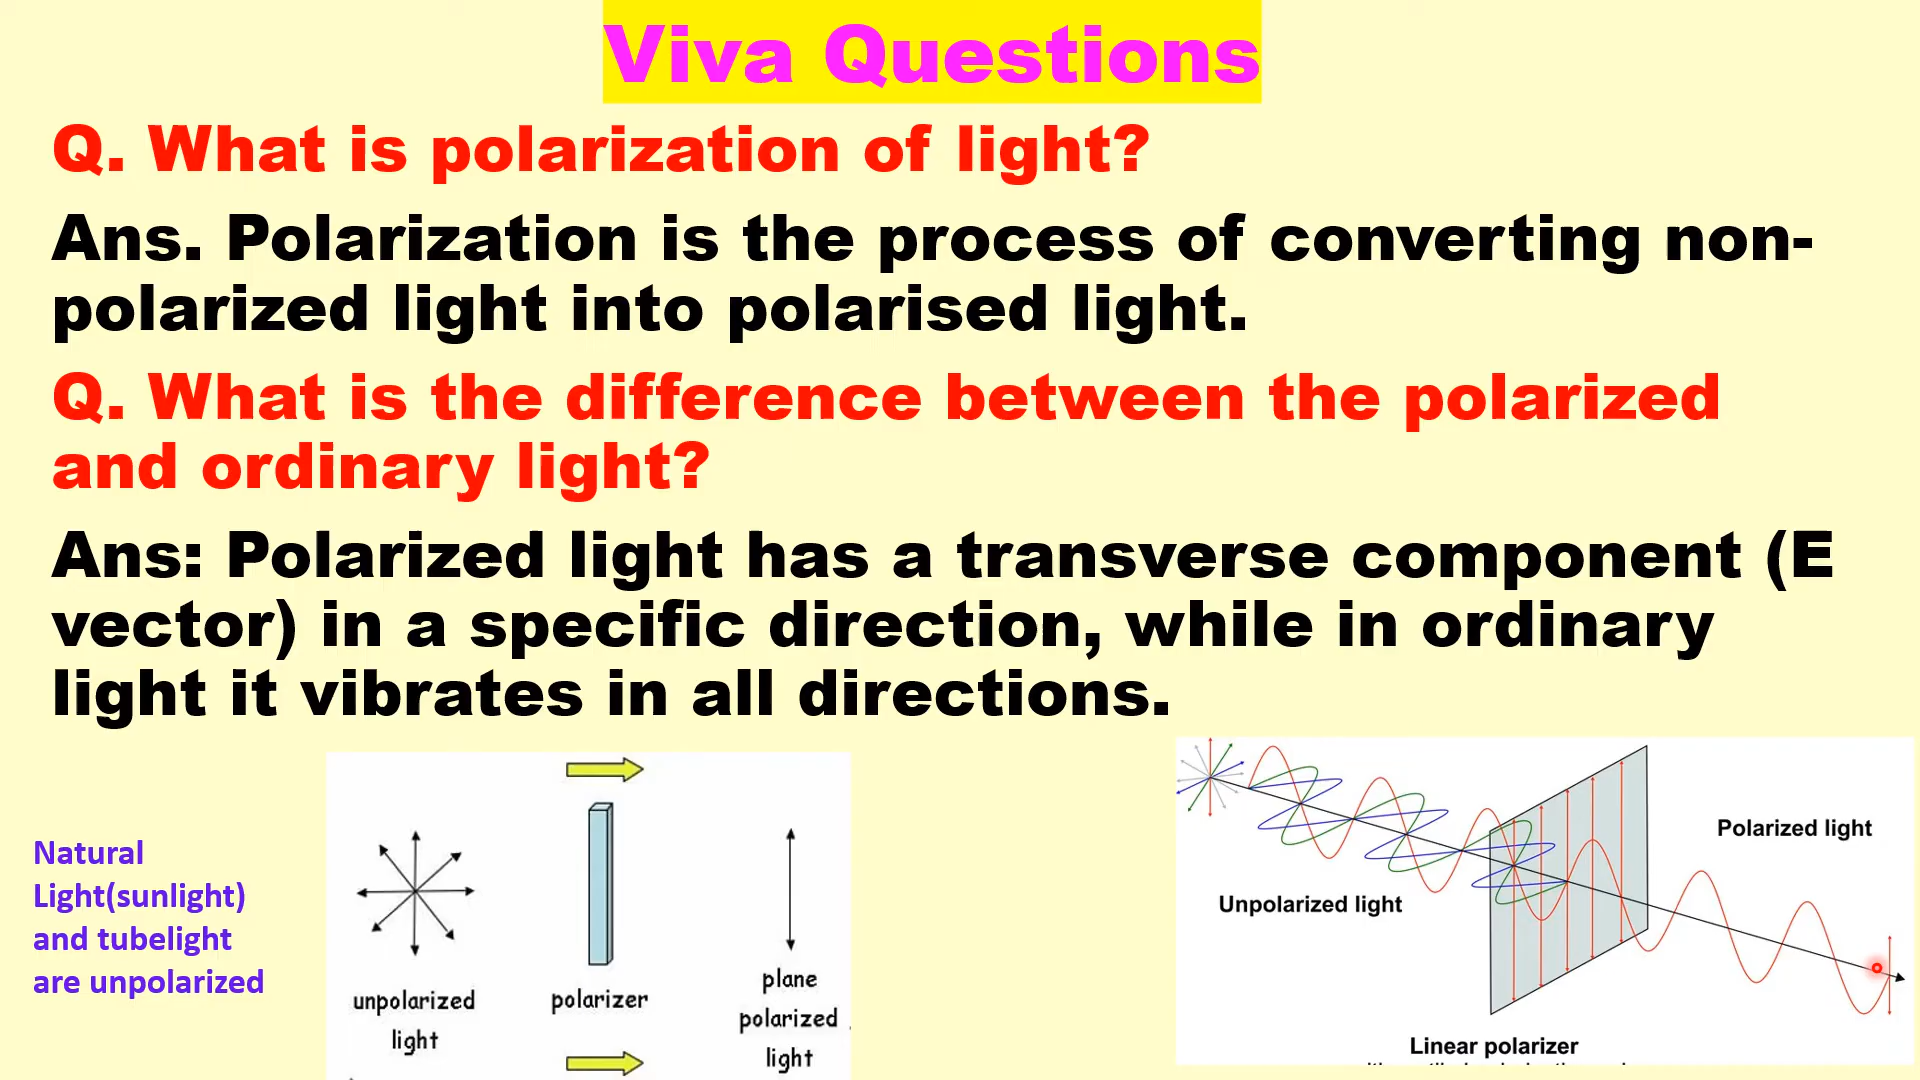 Viva Questions
Q. What is polarization of light?
Ans. Polarization is the process of converting non-
polarized light into polarised light.
Q. What is the difference between the polarized
and ordinary light?
Ans: Polarized light has a transverse component (E
vector) in a specific direction, while in ordinary
light it vibrates in all directions.
Natural
Light(sunlight)
and tubelight
are unpolarized
unpolarized
light
polarizer
plane
polarized
light
Unpolarized light
Polarized light
Linear polarizer